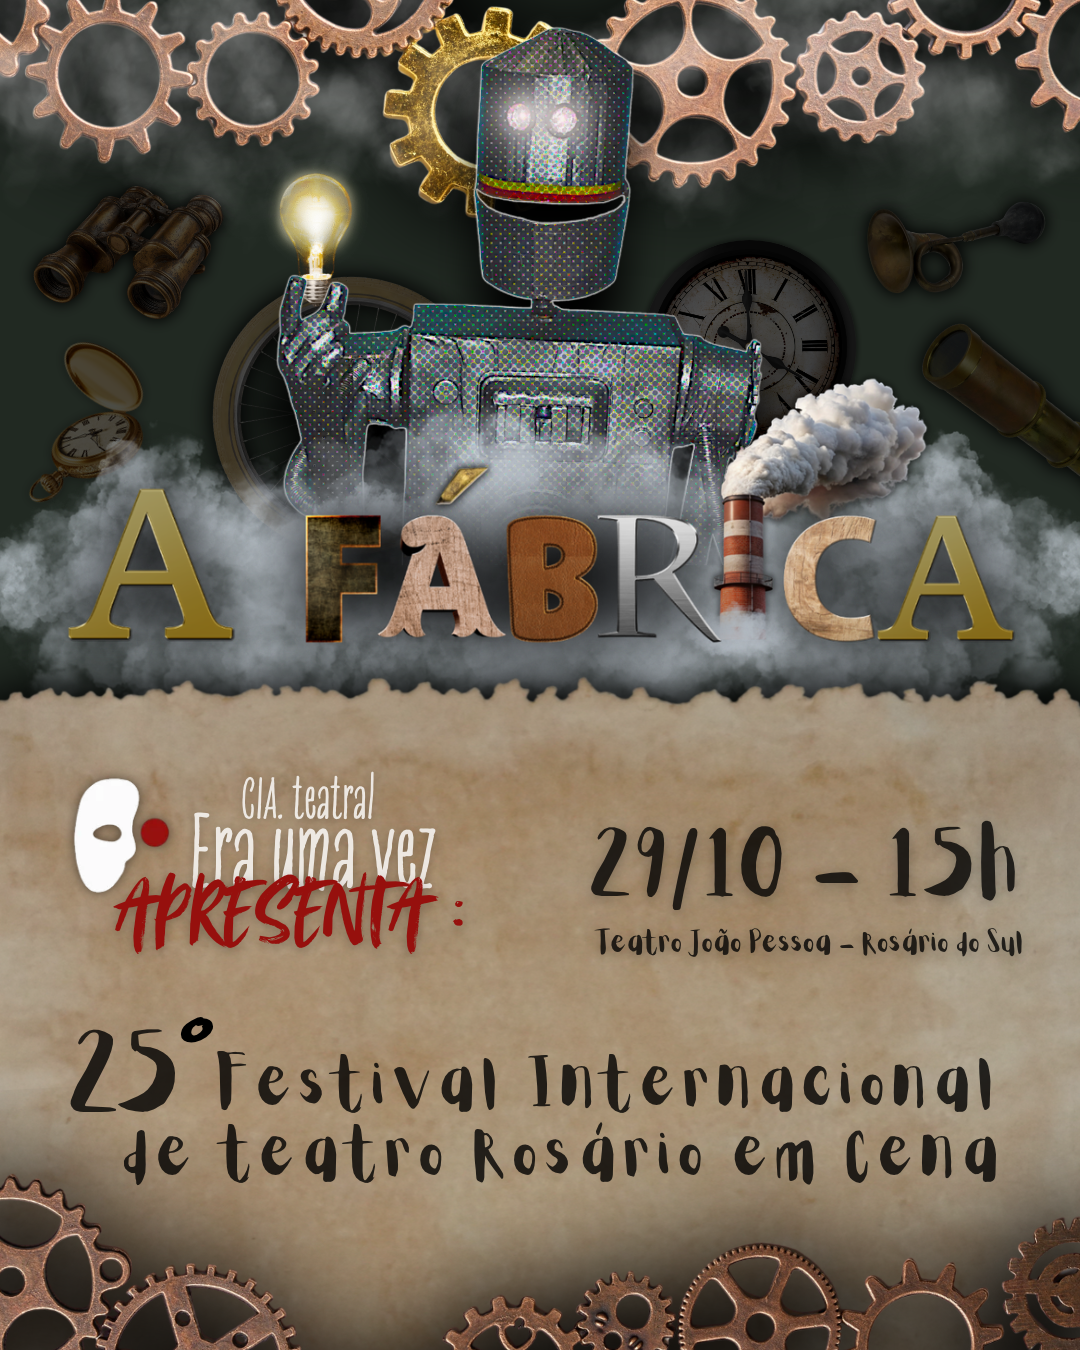 A FÁBRICA
CIA. teatral
Era uma vez
APRESENTA :
29/10 - 15h
Teatro João Pessoa - Rosário do Sul
25º Festival Internacional
de teatro Rosário em Cena